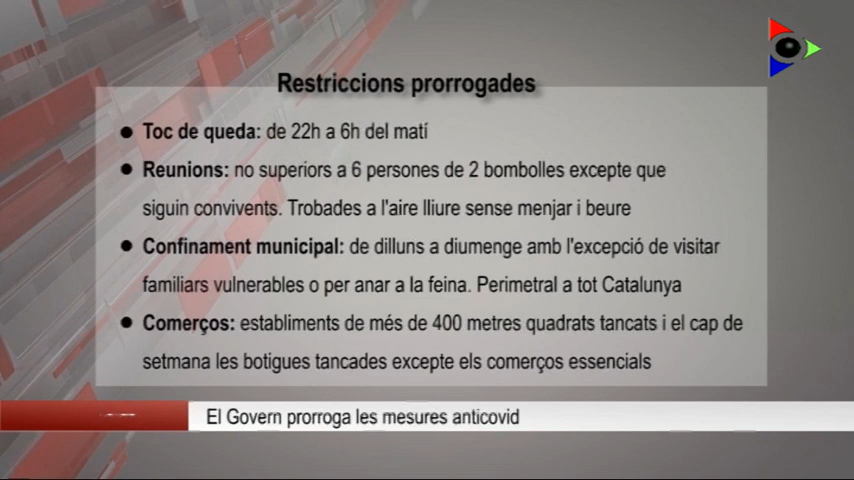 Restriccions prorrogades
● Toc de queda: de 22h a 6h del matí
● Reunions: no superiors a 6 persones de 2 bombolles excepte que
siguin convivents. Trobades a l'aire lliure sense menjar i beure
● Confinament municipal: de dilluns a diumenge amb l'excepció de visitar
familiars vulnerables o per anar a la feina. Perimetral a tot Catalunya
● Comerços: establiments de més de 400 metres quadrats tancats i el cap de
setmana les botigues tancades excepte els comerços essencials
El Govern prorroga les mesures anticovid